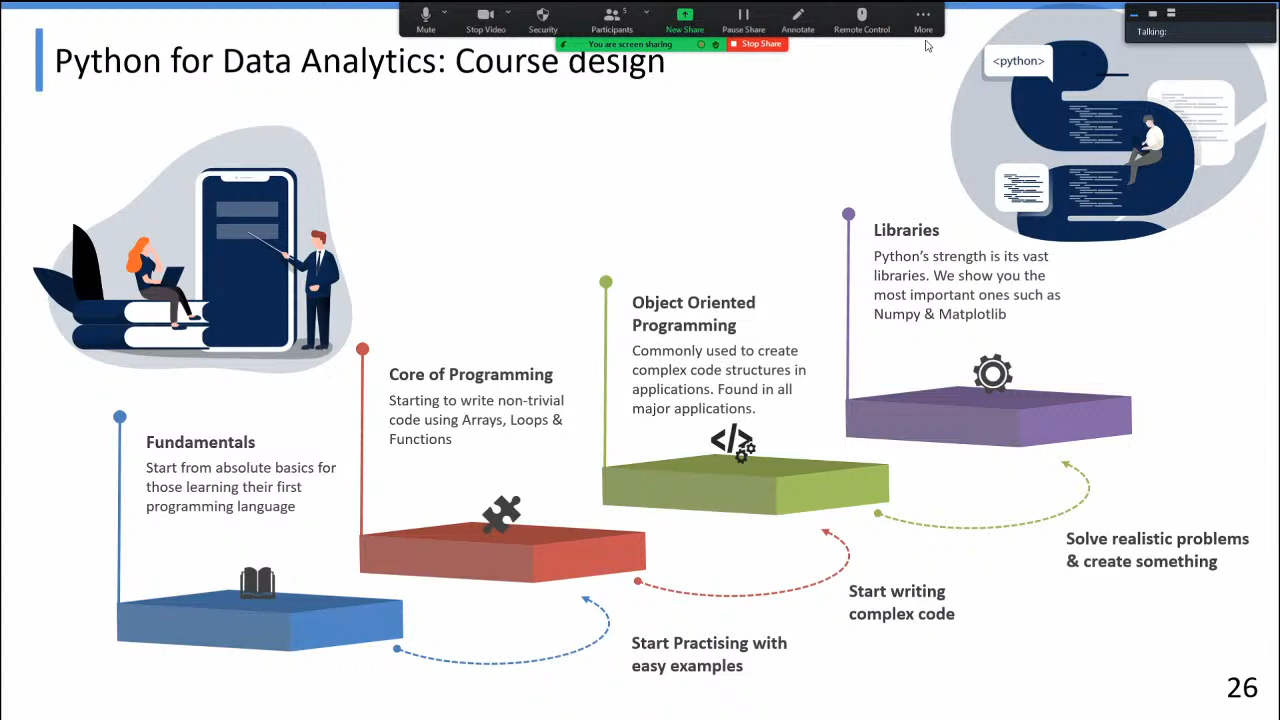 5
Mute
Stop Video
Security
Participants
New Share
Pause Share
Annotate
Remote Control
More
You are screen sharing
Stop Share
Talking:
Python for Data Analytics: Course design
<python>
Libraries
Python's strength is its vast
libraries. We show you the
most important ones such as
Numpy & Matplotlib
Object Oriented
Programming
Commonly used to create
complex code structures in
applications. Found in all
major applications.
</>
Core of Programming
Starting to write non-trivial
code using Arrays, Loops &
Functions
Fundamentals
Start from absolute basics for
those learning their first
programming language
Solve realistic problems
& create something
Start writing
complex code
Start Practising with
easy examples
26